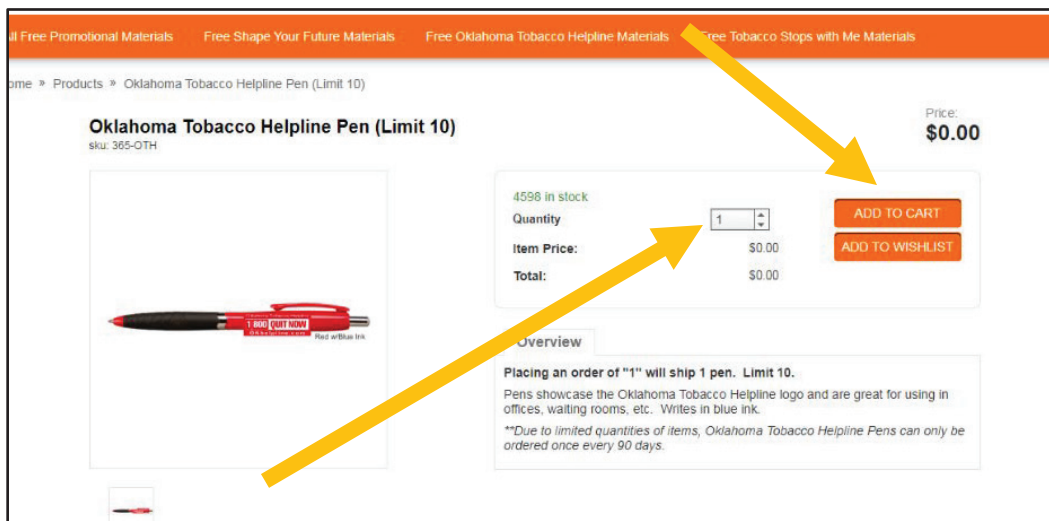 All Free Promotional Materials Free Shape Your Future Materials Free Oklahoma Tobacco Helpline Materials Free Tobacco Stops with Me Materials
ome » Products » Oklahoma Tobacco Helpline Pen (Limit 10)
Oklahoma Tobacco Helpline Pen (Limit 10)
sku: 365-OTH
Price:
$0.00
4598 in stock
Quantity 1
ADD TO CART
Item Price: $0.00
ADD TO WISHLIST
Total: $0.00
1 800 QUIT NOW
OKhelpline.com
Red w/Blue Ink
Overview
Placing an order of "1" will ship 1 pen. Limit 10.
Pens showcase the Oklahoma Tobacco Helpline logo and are great for using in
offices, waiting rooms, etc. Writes in blue ink.
**Due to limited quantities of items, Oklahoma Tobacco Helpline Pens can only be
ordered once every 90 days.